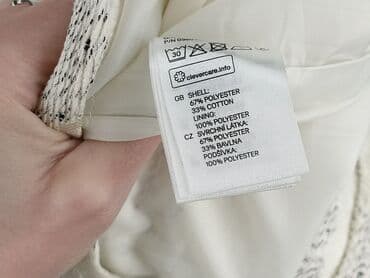 30
clevercare.info
GB SHELL:
67% POLYESTER
33% COTTON
LINING:
100% POLYESTER
CZ SVRCHNÍ LÁTKA:
67% POLYESTER
33% BAVLNA
PODŠÍVKA:
100% POLYESTER